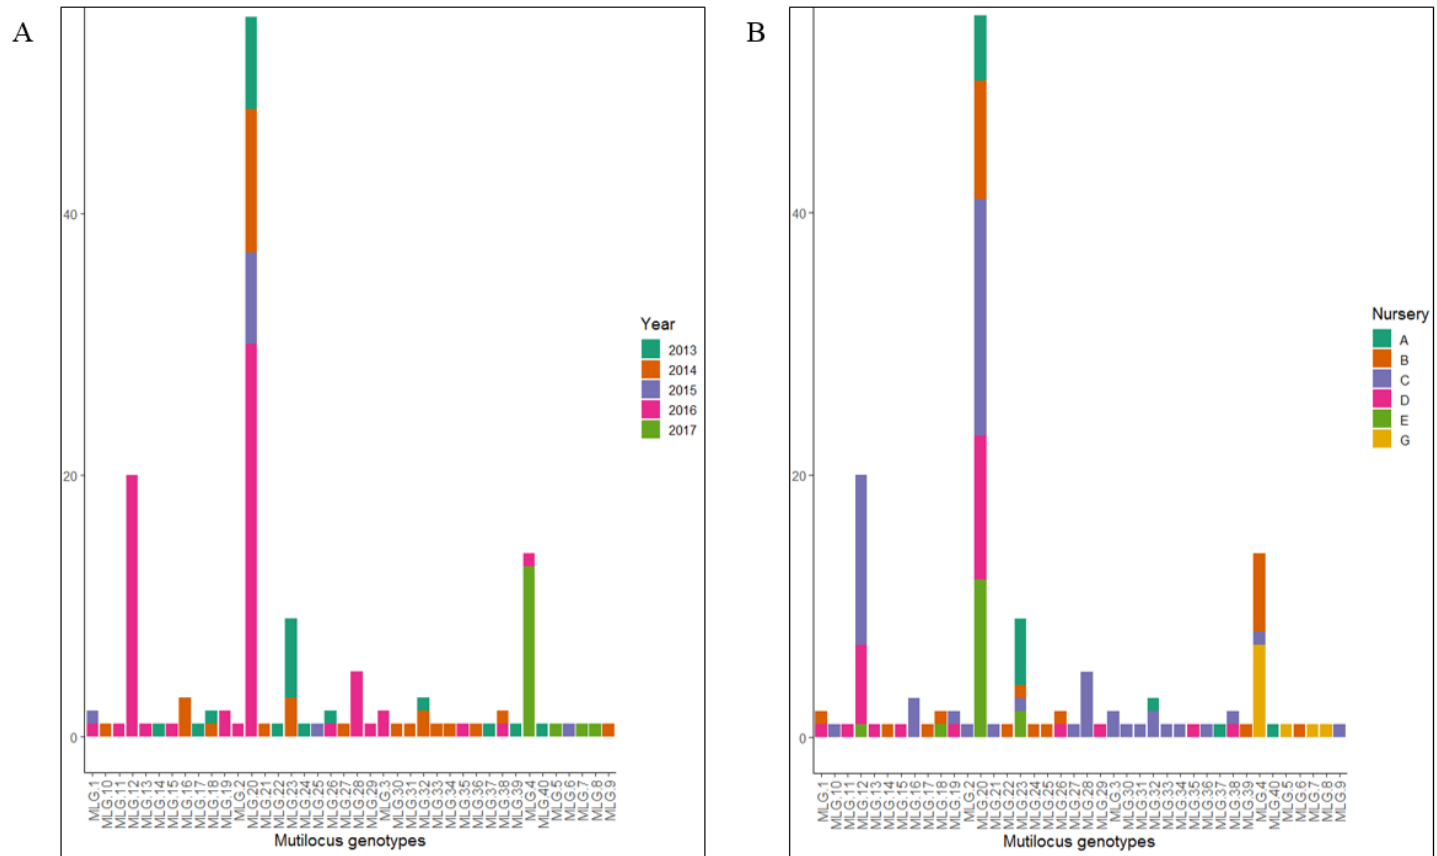 A
40
20
0
MLG.1
MLG.10
MLG.11
MLG.12
MLG.13
MLG.14
MLG.15
MLG.16
MLG.17
MLG.18
MLG.19
MLG.2
MLG.20
MLG.21
MLG.22
MLG.23
MLG.24
MLG.25
MLG.26
MLG.27
MLG.28
MLG.29
MLG.3
MLG.30
MLG.31
MLG.32
MLG.33
MLG.34
MLG.35
MLG.36
MLG.37
MLG.38
MLG.39
MLG.4
MLG.40
MLG.5
MLG.6
MLG.7
MLG.8
MLG.9
Mutilocus genotypes
Year
2013
2014
2015
2016
2017
B
40
20
0
MLG.1
MLG.10
MLG.11
MLG.12
MLG.13
MLG.14
MLG.15
MLG.16
MLG.17
MLG.18
MLG.19
MLG.2
MLG.20
MLG.21
MLG.22
MLG.23
MLG.24
MLG.25
MLG.26
MLG.27
MLG.28
MLG.29
MLG.3
MLG.30
MLG.31
MLG.32
MLG.33
MLG.34
MLG.35
MLG.36
MLG.37
MLG.38
MLG.39
MLG.4
MLG.40
MLG.5
MLG.6
MLG.7
MLG.8
MLG.9
Mutilocus genotypes
Nursery
A
B
C
D
E
G